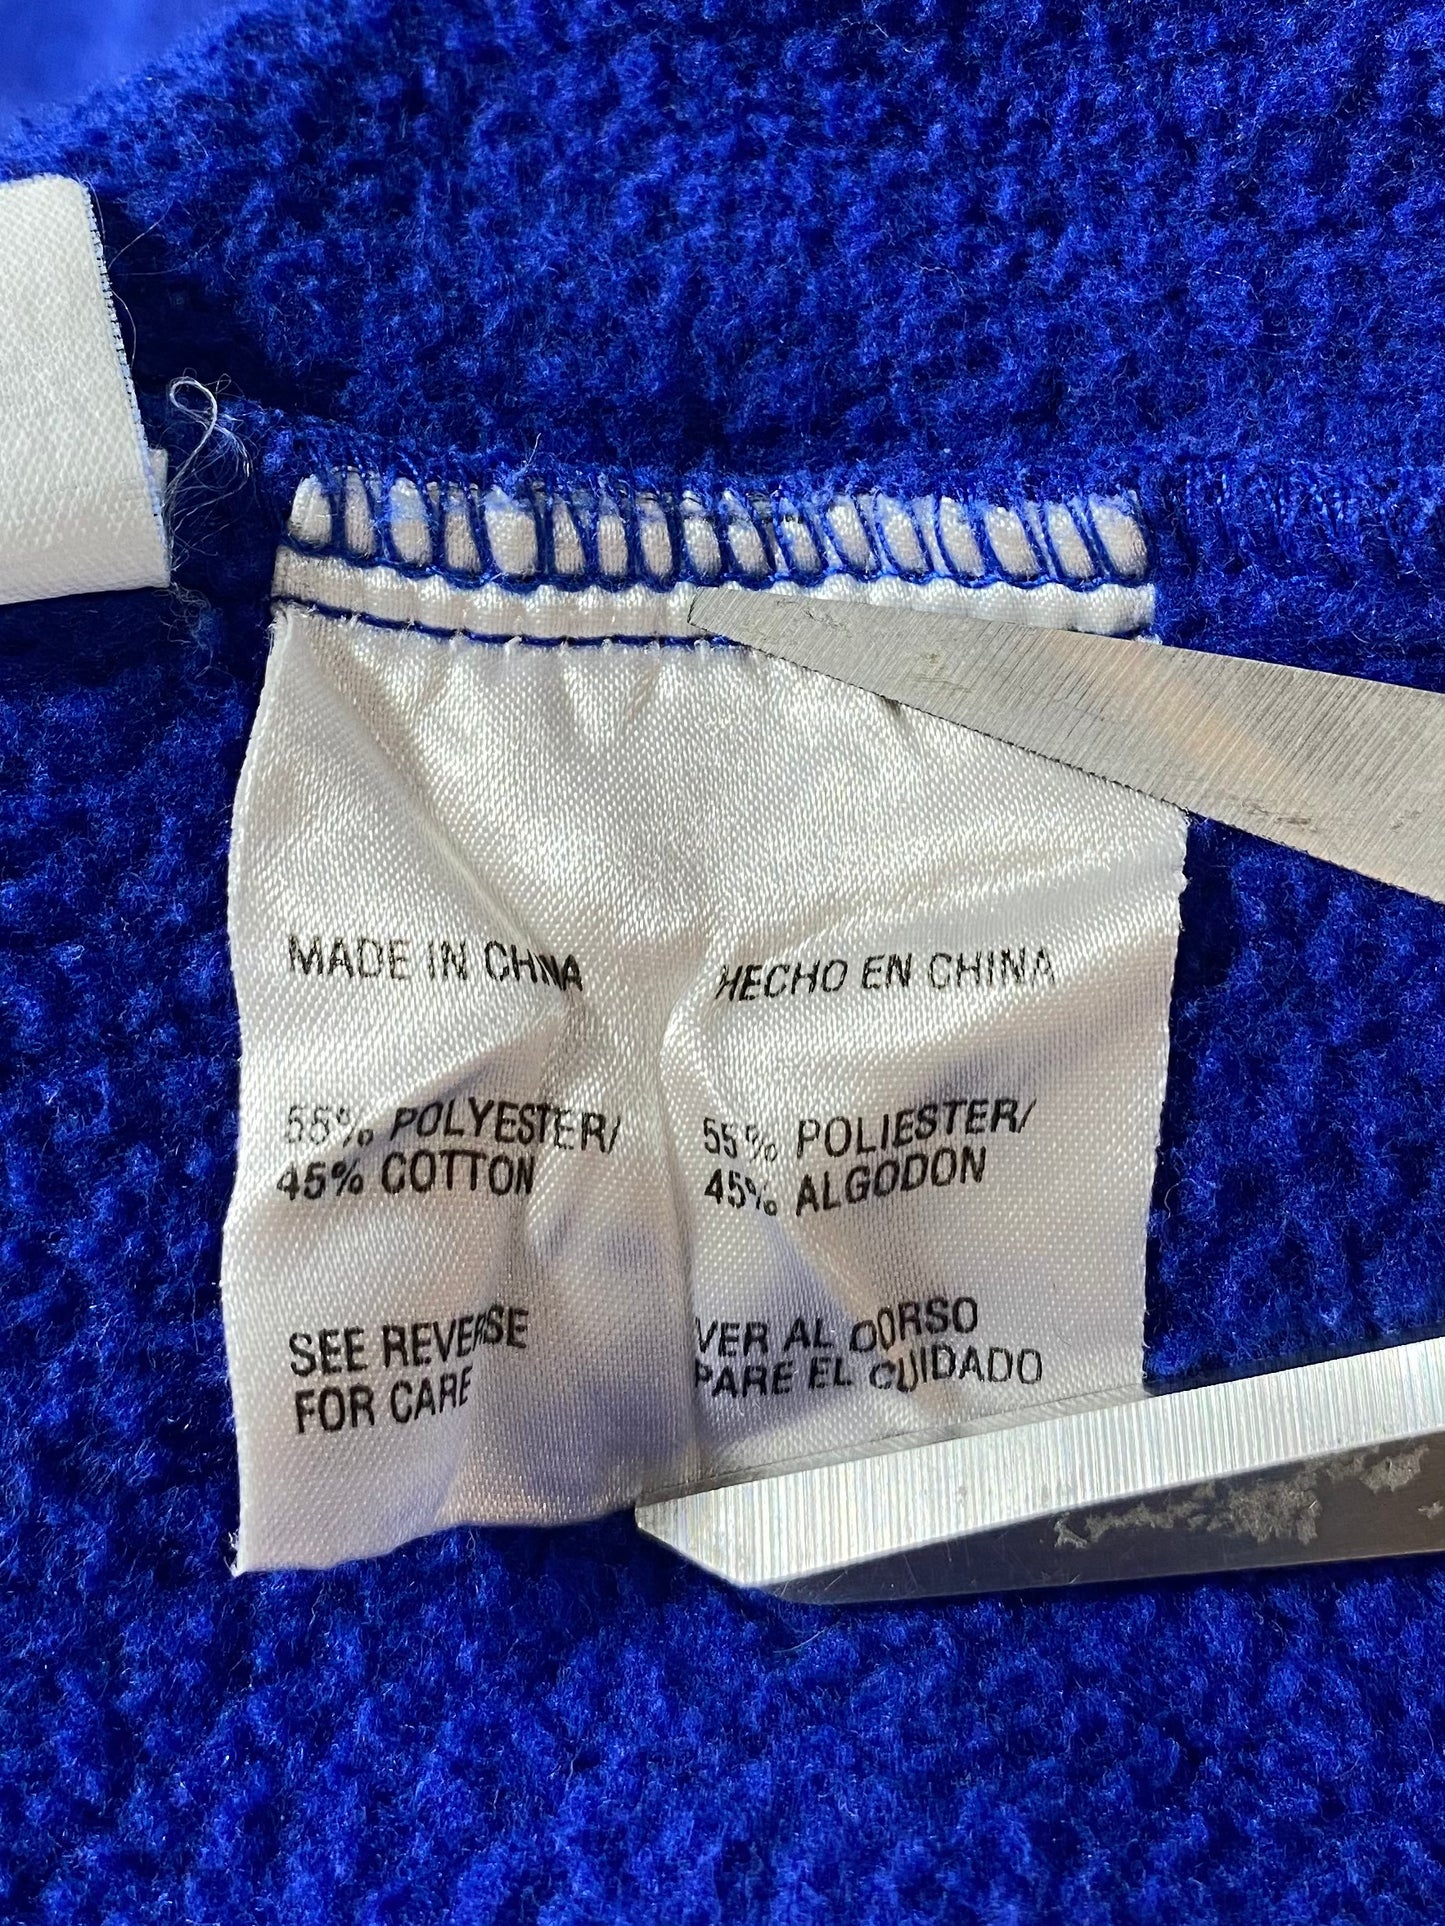 MADE IN CHINA
55% POLYESTER/
45% COTTON
SEE REVERSE
FOR CARE
HECHO EN CHINA
55% POLIESTER/
45% ALGODON
VER AL DORSO
PARE EL CUIDADO